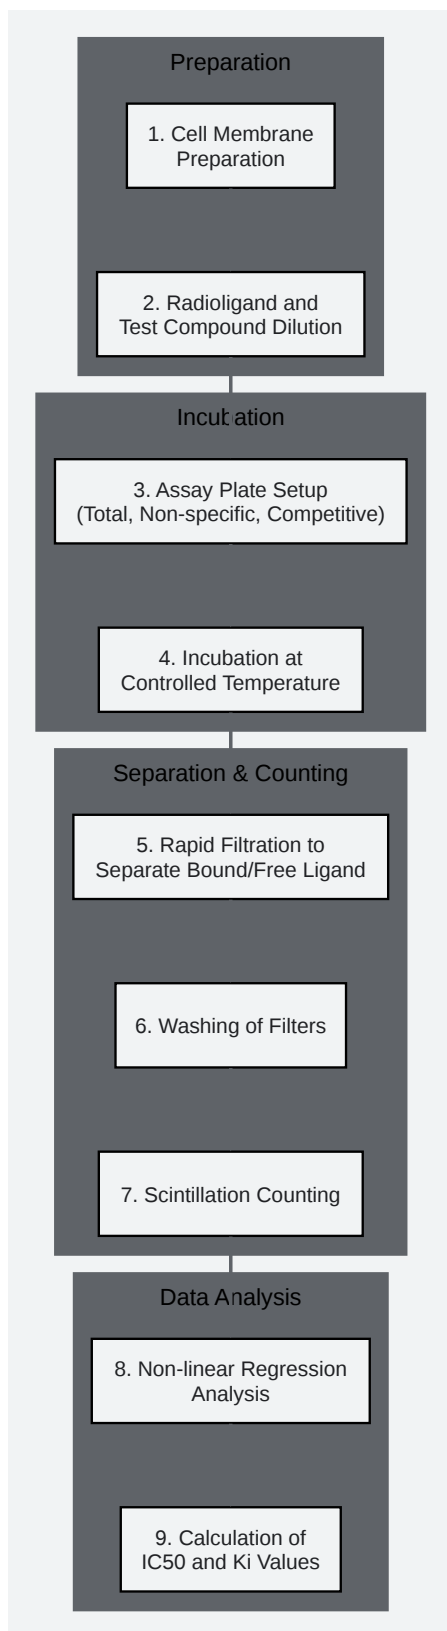 Preparation
1. Cell Membrane
Preparation
2. Radioligand and
Test Compound Dilution
Incubation
3. Assay Plate Setup
(Total, Non-specific, Competitive)
4. Incubation at
Controlled Temperature
Separation & Counting
5. Rapid Filtration to
Separate Bound/Free Ligand
6. Washing of Filters
7. Scintillation Counting
Data Analysis
8. Non-linear Regression
Analysis
9. Calculation of
IC50 and Ki Values